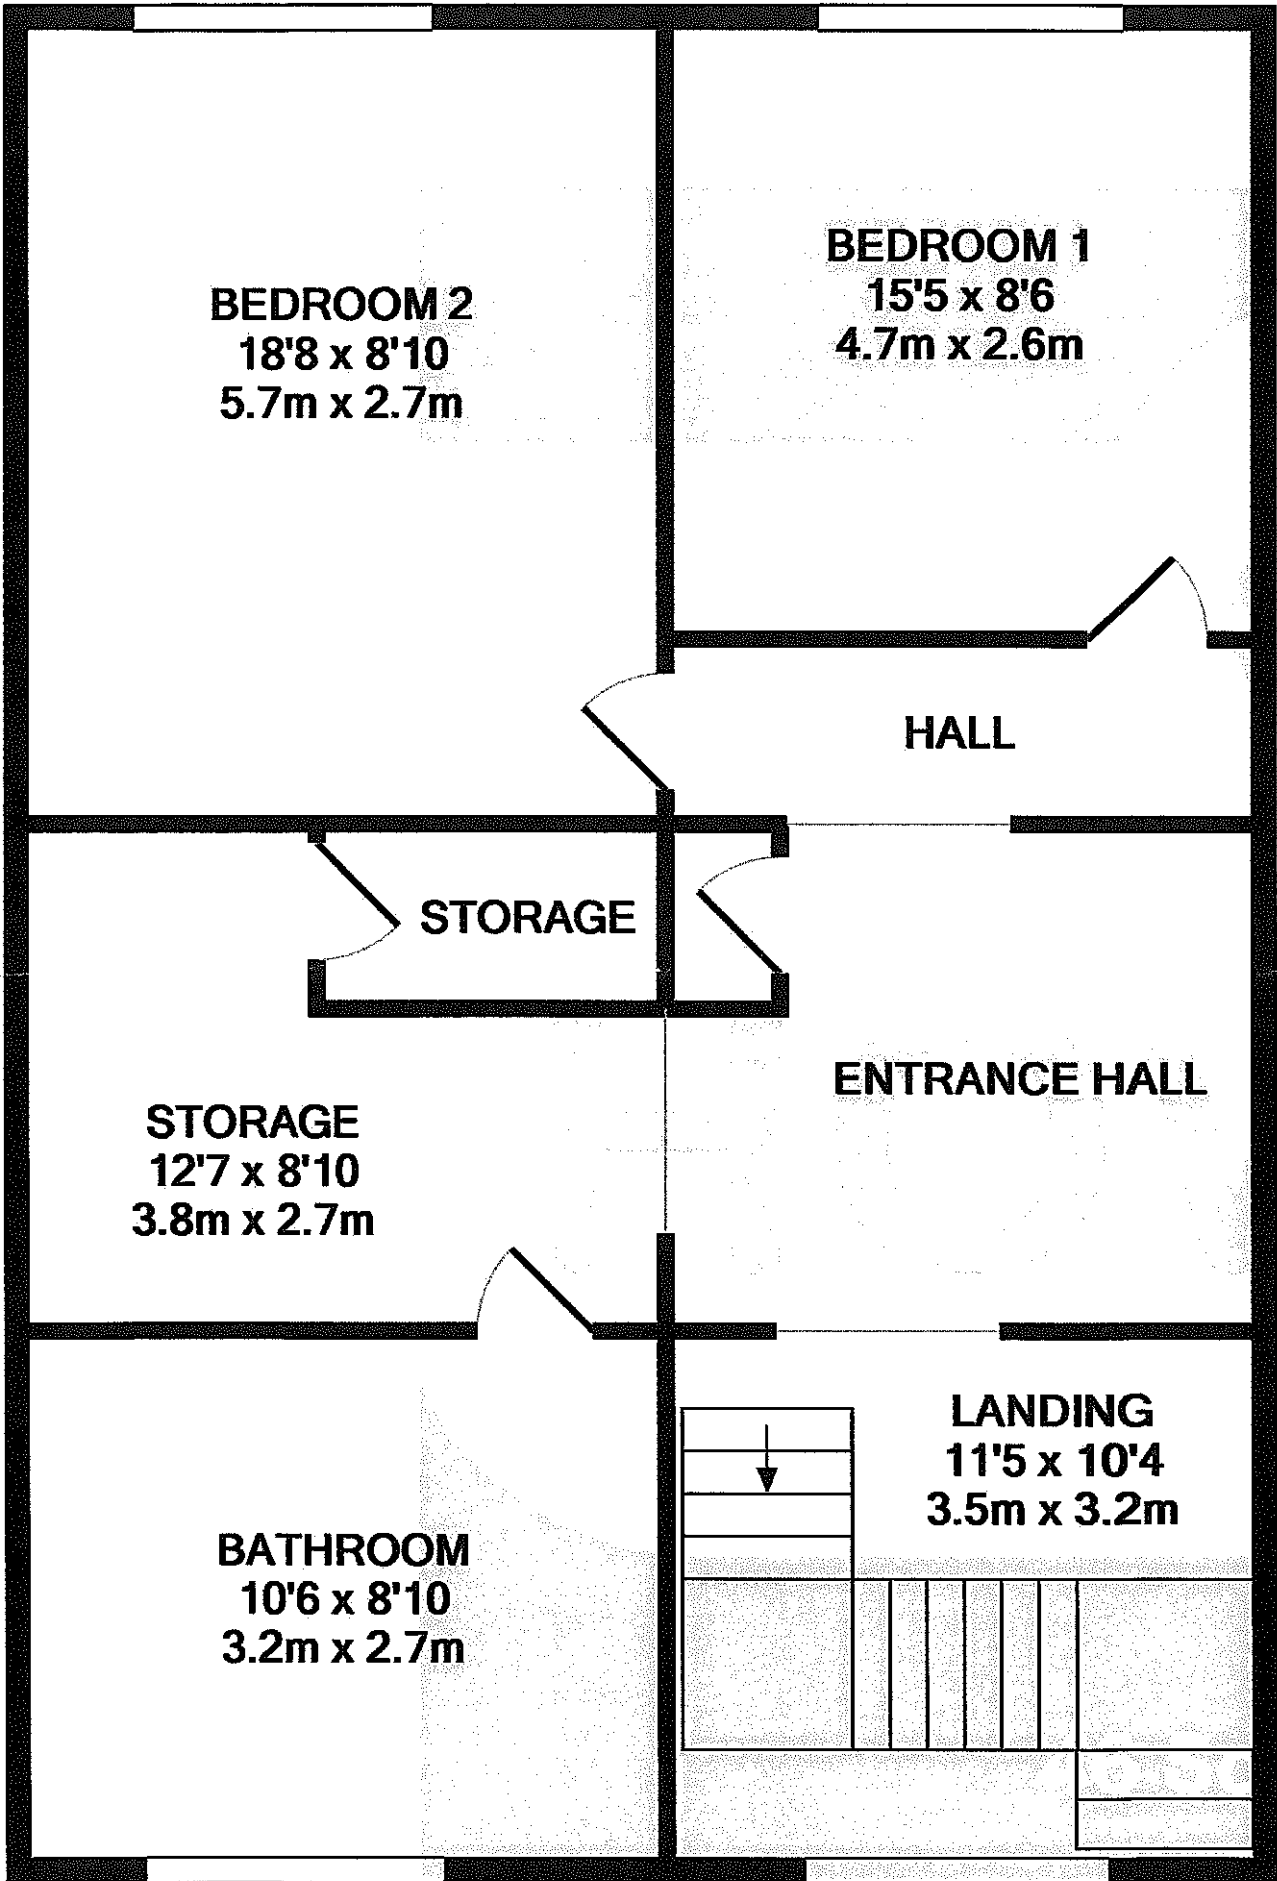 BEDROOM 2
18'8 x 8'10
5.7m x 2.7m
BEDROOM 1
15'5 x 8'6
4.7m x 2.6m
HALL
STORAGE
ENTRANCE HALL
STORAGE
12'7 x 8'10
3.8m x 2.7m
LANDING
11'5 x 10'4
3.5m x 3.2m
BATHROOM
10'6 x 8'10
3.2m x 2.7m